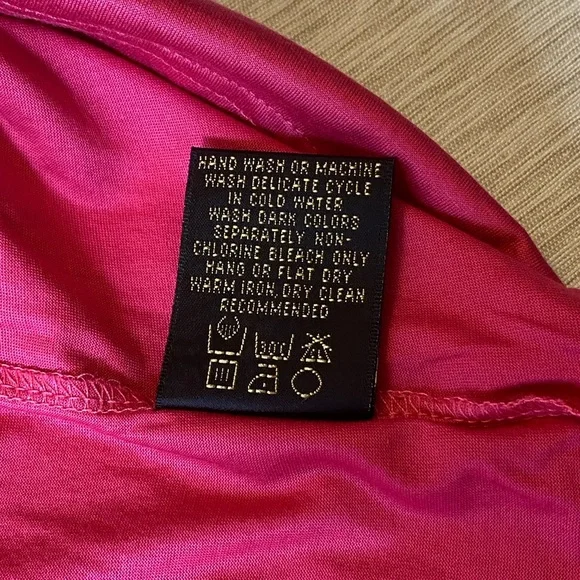 HAND WASH OR MACHINE
WASH DELICATE CYCLE
IN COLD WATER
WASH DARK COLORS
SEPARATELY NON-
CHLORINE BLEACH ONLY
HAND OR FLAT DRY
WARM IRON, DRY CLEAN
RECOMMENDED